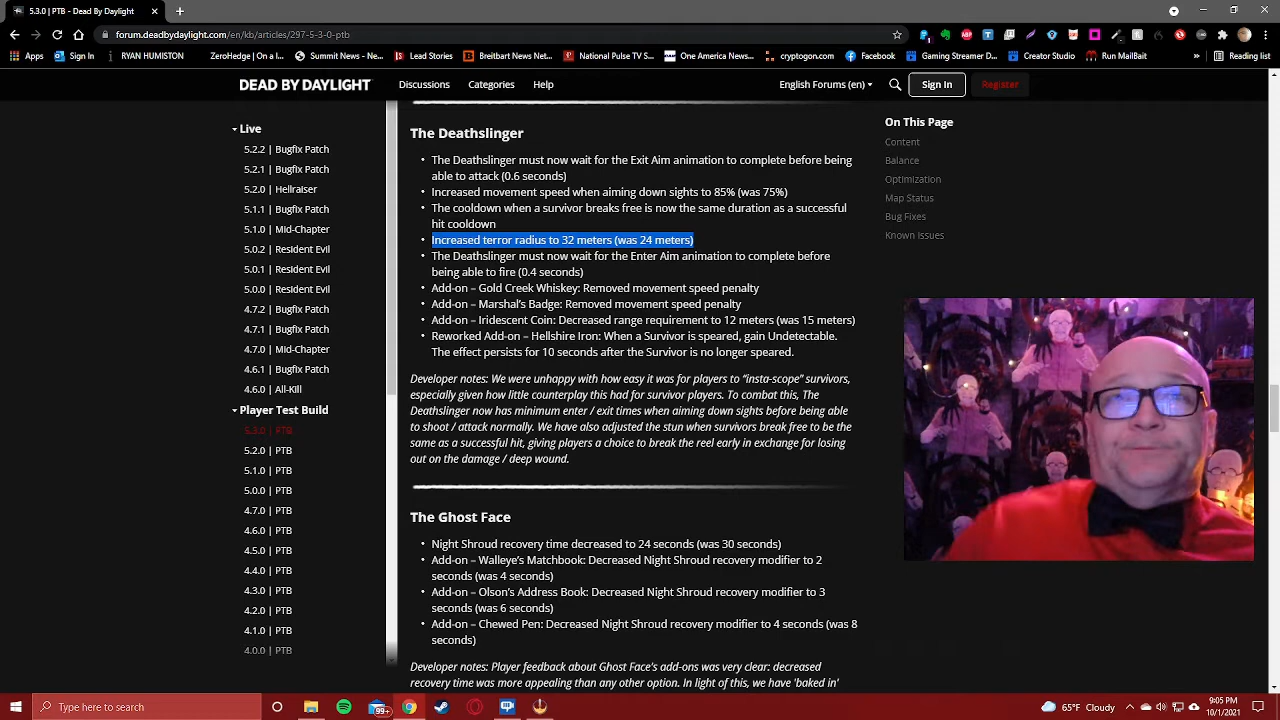 5.3.0 | PTB - Dead By Daylight
forum.deadbydaylight.com/en/kb/articles/297-5-3-0-ptb
Apps
Sign In
RYAN HUMISTON
ZeroHedge | On a l...
Summit News - Ne...
Lead Stories
Breitbart News Net...
National Pulse T/S...
One America News...
cryptogon.com
Facebook
Gaming Streamer D...
Creator Studio
Run MailBait
»
Reading list
DEAD BY DAYLIGHT
Discussions
Categories
Help
English Forums (en)
Sign In
Register
Live
5.2.2 | Bugfix Patch
5.2.1 | Bugfix Patch
5.2.0 | Hellraiser
5.1.1 | Bugfix Patch
5.1.0 | Mid-Chapter
5.0.2 | Resident Evil
5.0.1 | Resident Evil
5.0.0 | Resident Evil
4.7.2 | Bugfix Patch
4.7.1 | Bugfix Patch
4.7.0 | Mid-Chapter
4.6.1 | Bugfix Patch
4.6.0 | All-Kill
Player Test Build
5.3.0 | PTB
5.2.0 | PTB
5.1.0 | PTB
5.0.0 | PTB
4.7.0 | PTB
4.6.0 | PTB
4.5.0 | PTB
4.4.0 | PTB
4.3.0 | PTB
4.2.0 | PTB
4.1.0 | PTB
4.0.0 | PTB
The Deathslinger
• The Deathslinger must now wait for the Exit Aim animation to complete before being
able to attack (0.6 seconds)
• Increased movement speed when aiming down sights to 85% (was 75%)
• The cooldown when a survivor breaks free is now the same duration as a successful
hit cooldown
• Increased terror radius to 32 meters (was 24 meters)
• The Deathslinger must now wait for the Enter Aim animation to complete before
being able to fire (0.4 seconds)
• Add-on – Gold Creek Whiskey: Removed movement speed penalty
• Add-on – Marshal's Badge: Removed movement speed penalty
• Add-on – Iridescent Coin: Decreased range requirement to 12 meters (was 15 meters)
• Reworked Add-on – Hellshire Iron: When a Survivor is speared, gain Undetectable.
The effect persists for 10 seconds after the Survivor is no longer speared.
Developer notes: We were unhappy with how easy it was for players to "insta-scope" survivors,
especially given how little counterplay this had for survivor players. To combat this, The
Deathslinger now has minimum enter / exit times when aiming down sights before being able
to shoot / attack normally. We have also adjusted the stun when survivors break free to be the
same as a successful hit, giving players a choice to break the reel early in exchange for losing
out on the damage / deep wound.
The Ghost Face
• Night Shroud recovery time decreased to 24 seconds (was 30 seconds)
• Add-on – Walleye's Matchbook: Decreased Night Shroud recovery modifier to 2
seconds (was 4 seconds)
• Add-on – Olson's Address Book: Decreased Night Shroud recovery modifier to 3
seconds (was 6 seconds)
• Add-on – Chewed Pen: Decreased Night Shroud recovery modifier to 4 seconds (was 8
seconds)
Developer notes: Player feedback about Ghost Face's add-ons was very clear: decreased
recovery time was more appealing than any other option. In light of this, we have 'baked in'
On This Page
Content
Balance
Optimization
Map Status
Bug Fixes
Known Issues
Type here to search
99+
65°F Cloudy
9:05 PM
10/1/2021